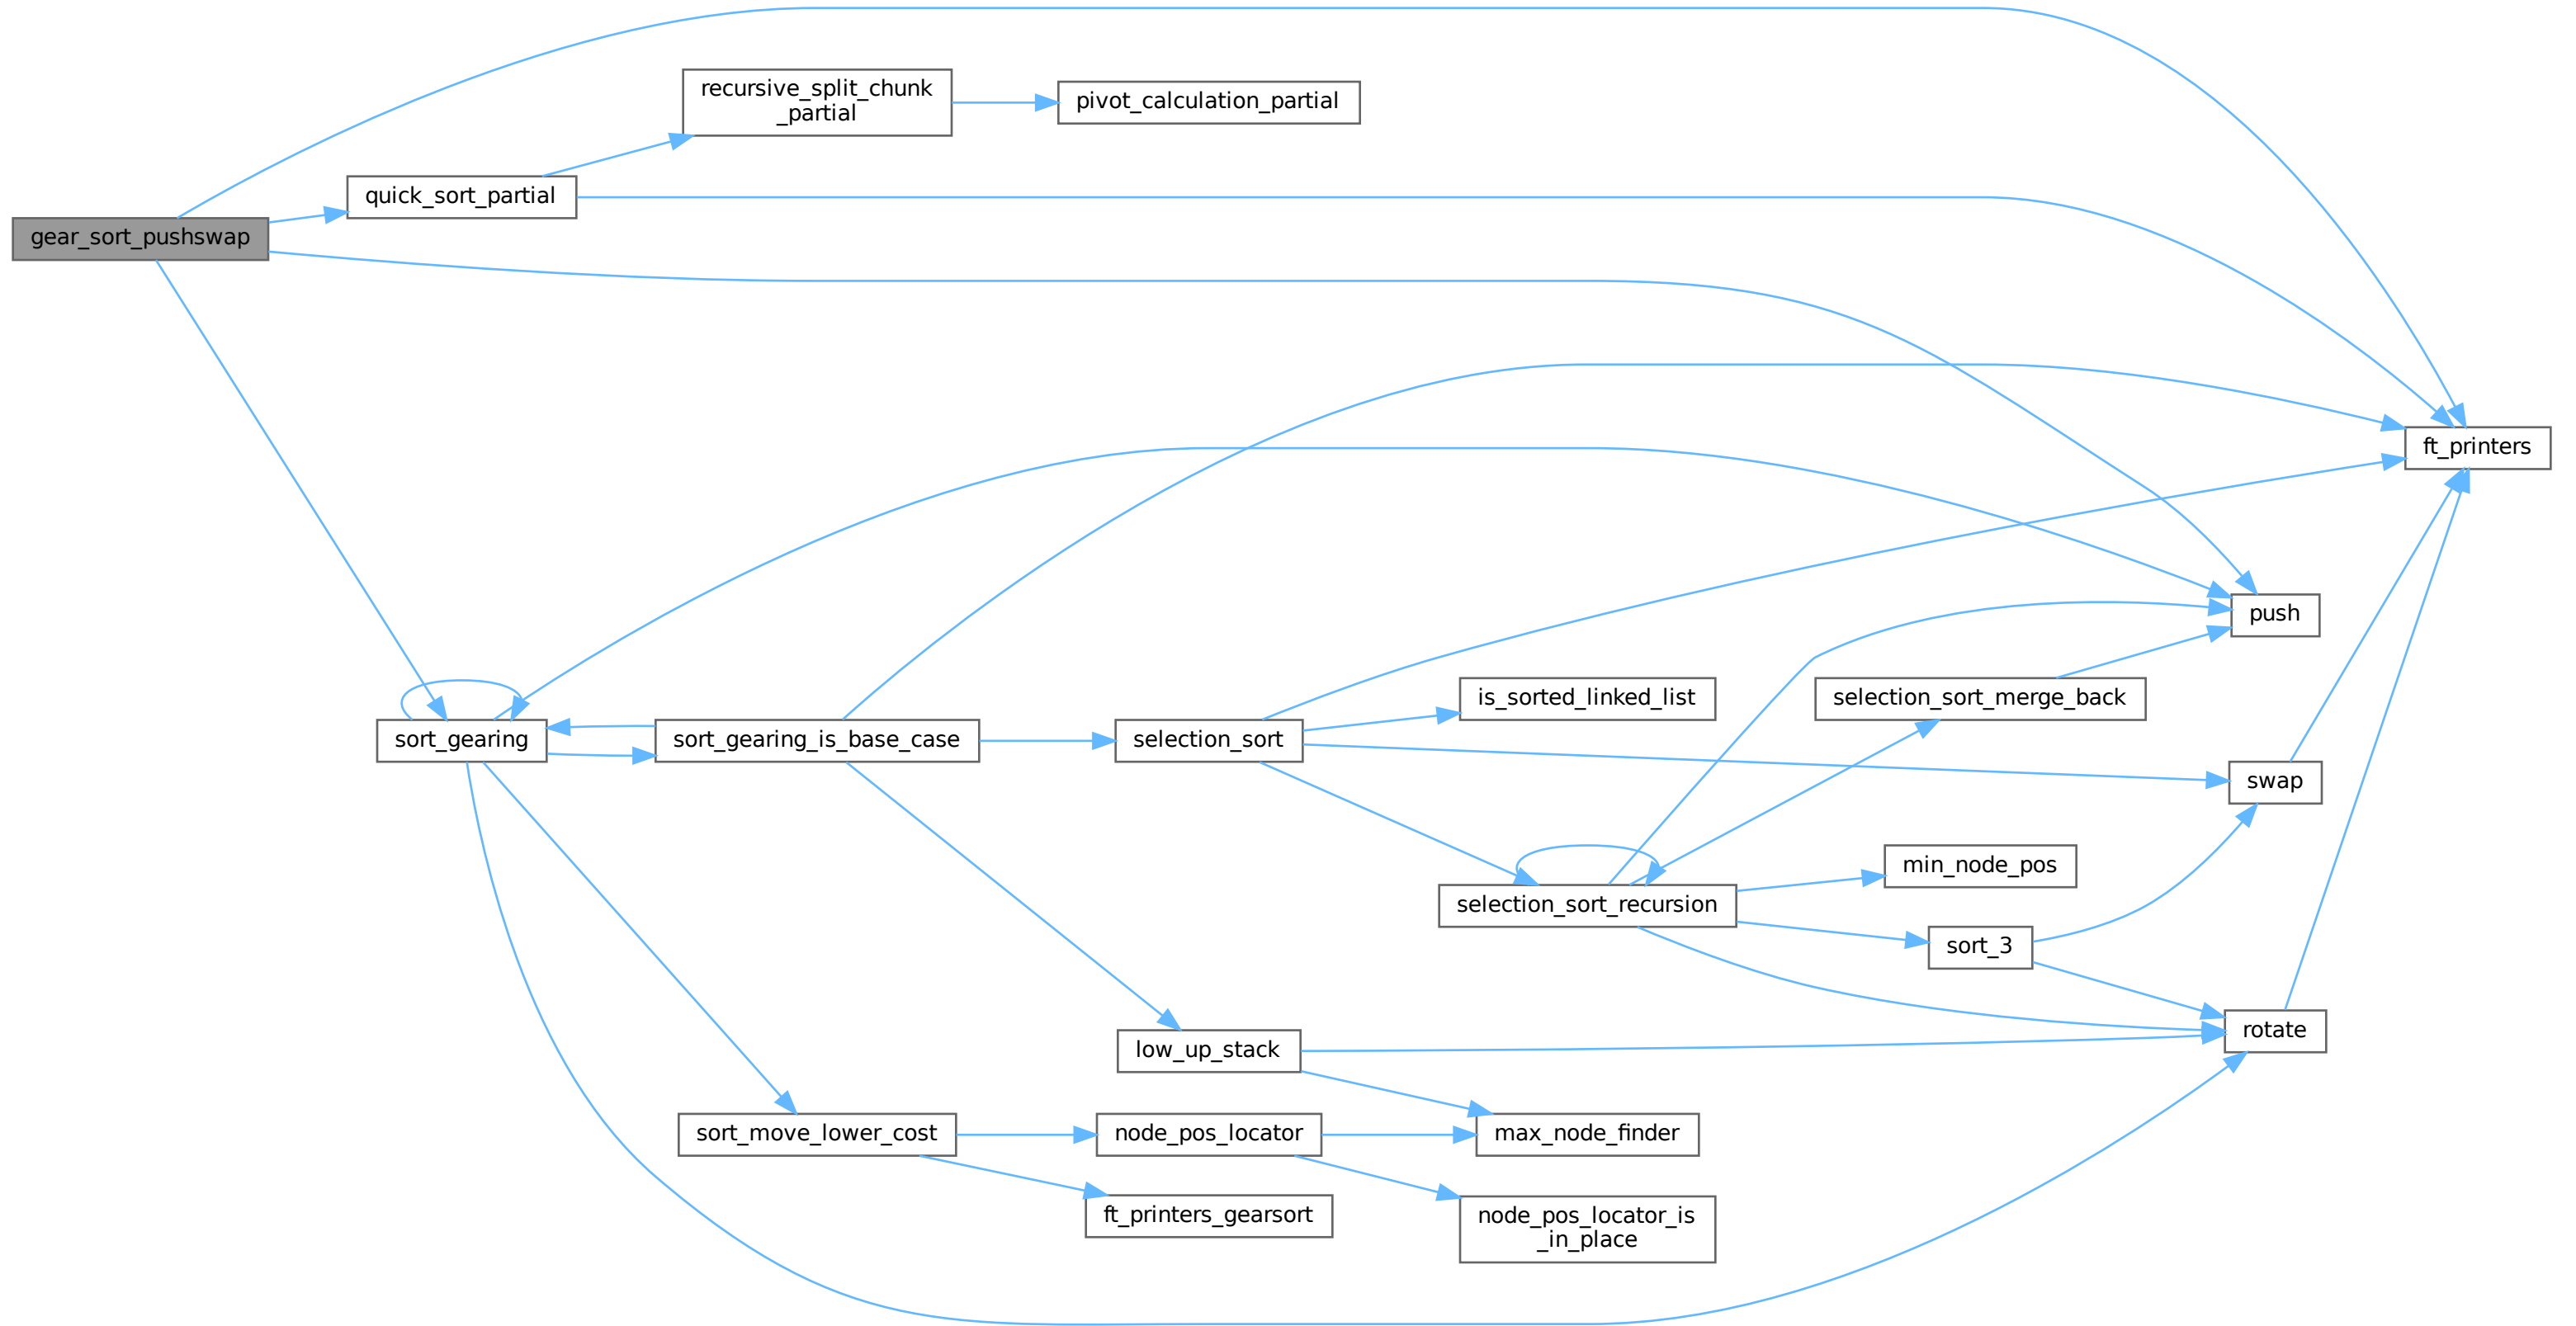 recursive_split_chunk
_partial
pivot_calculation_partial
quick_sort_partial
gear_sort_pushswap
ft_printers
push
is_sorted_linked_list
selection_sort_merge_back
sort_gearing
sort_gearing_is_base_case
selection_sort
swap
min_node_pos
selection_sort_recursion
sort_3
rotate
low_up_stack
sort_move_lower_cost
node_pos_locator
max_node_finder
ft_printers_gearsort
node_pos_locator_is
_in_place